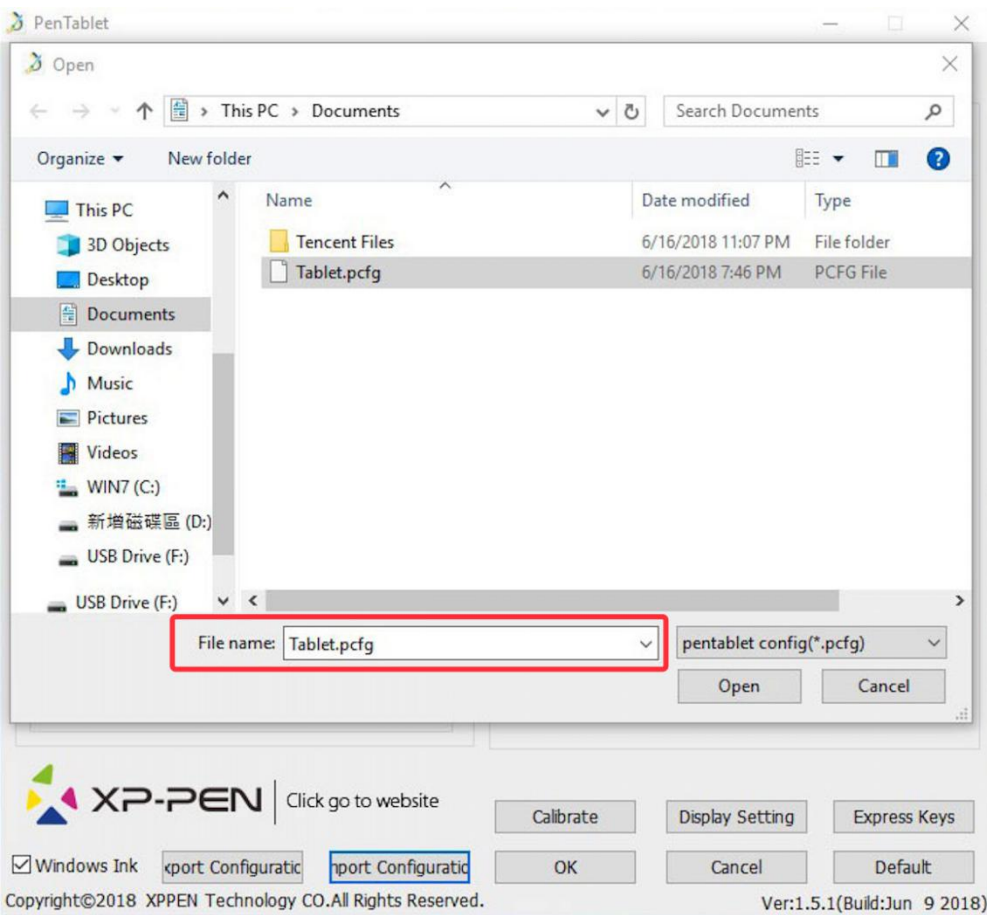 PenTablet
Open
This PC > Documents
Search Documents
Organize
New folder
Name
Date modified
Type
This PC
3D Objects
Desktop
Documents
Downloads
Music
Pictures
Videos
WIN7 (C:)
新增磁碟區 (D:)
USB Drive (F:)
USB Drive (F:)
Tencent Files 6/16/2018 11:07 PM File folder
Tablet.pcfg 6/16/2018 7:46 PM PCFG File
File name: Tablet.pcfg
pentablet config(*.pcfg)
Open
Cancel
XP-PEN
Click go to website
Calibrate
Display Setting
Express Keys
Windows Ink
xport Configuratic
nport Configuratic
OK
Cancel
Default
Copyright©2018 XPPEN Technology CO.All Rights Reserved.
Ver:1.5.1(Build:Jun 9 2018)